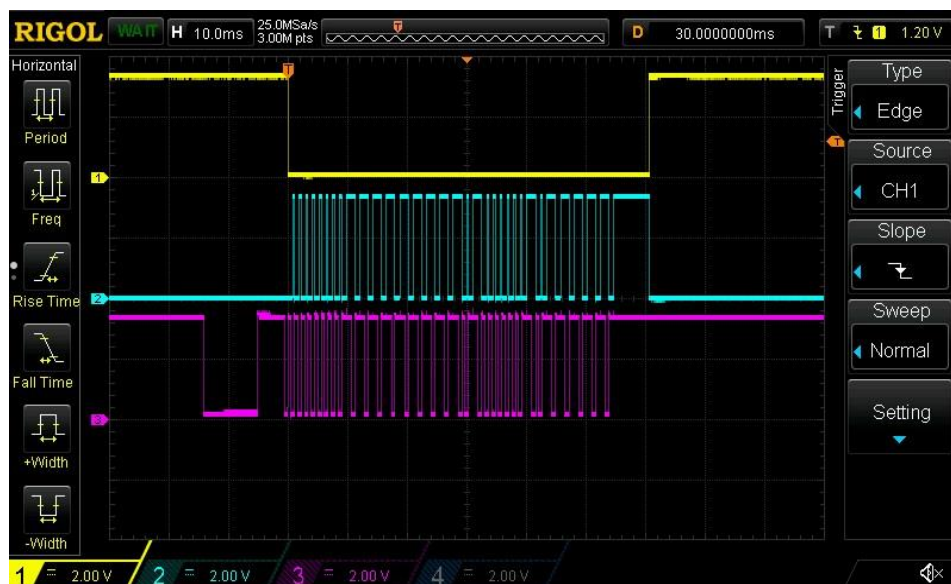 RIGOL WAIT H 10.0ms 25.0MSa/s D 30.0000000ms T 1 1.20 V
3.00M pts
Horizontal
Period
Freq
Rise Time
Fall Time
+Width
-Width
T
1
2
3
T
Trigger
Type
Edge
Source
CH1
Slope
Sweep
Normal
Setting
1 = 2.00 V 2 = 2.00 V 3 = 2.00 V 4 = 2.00 V